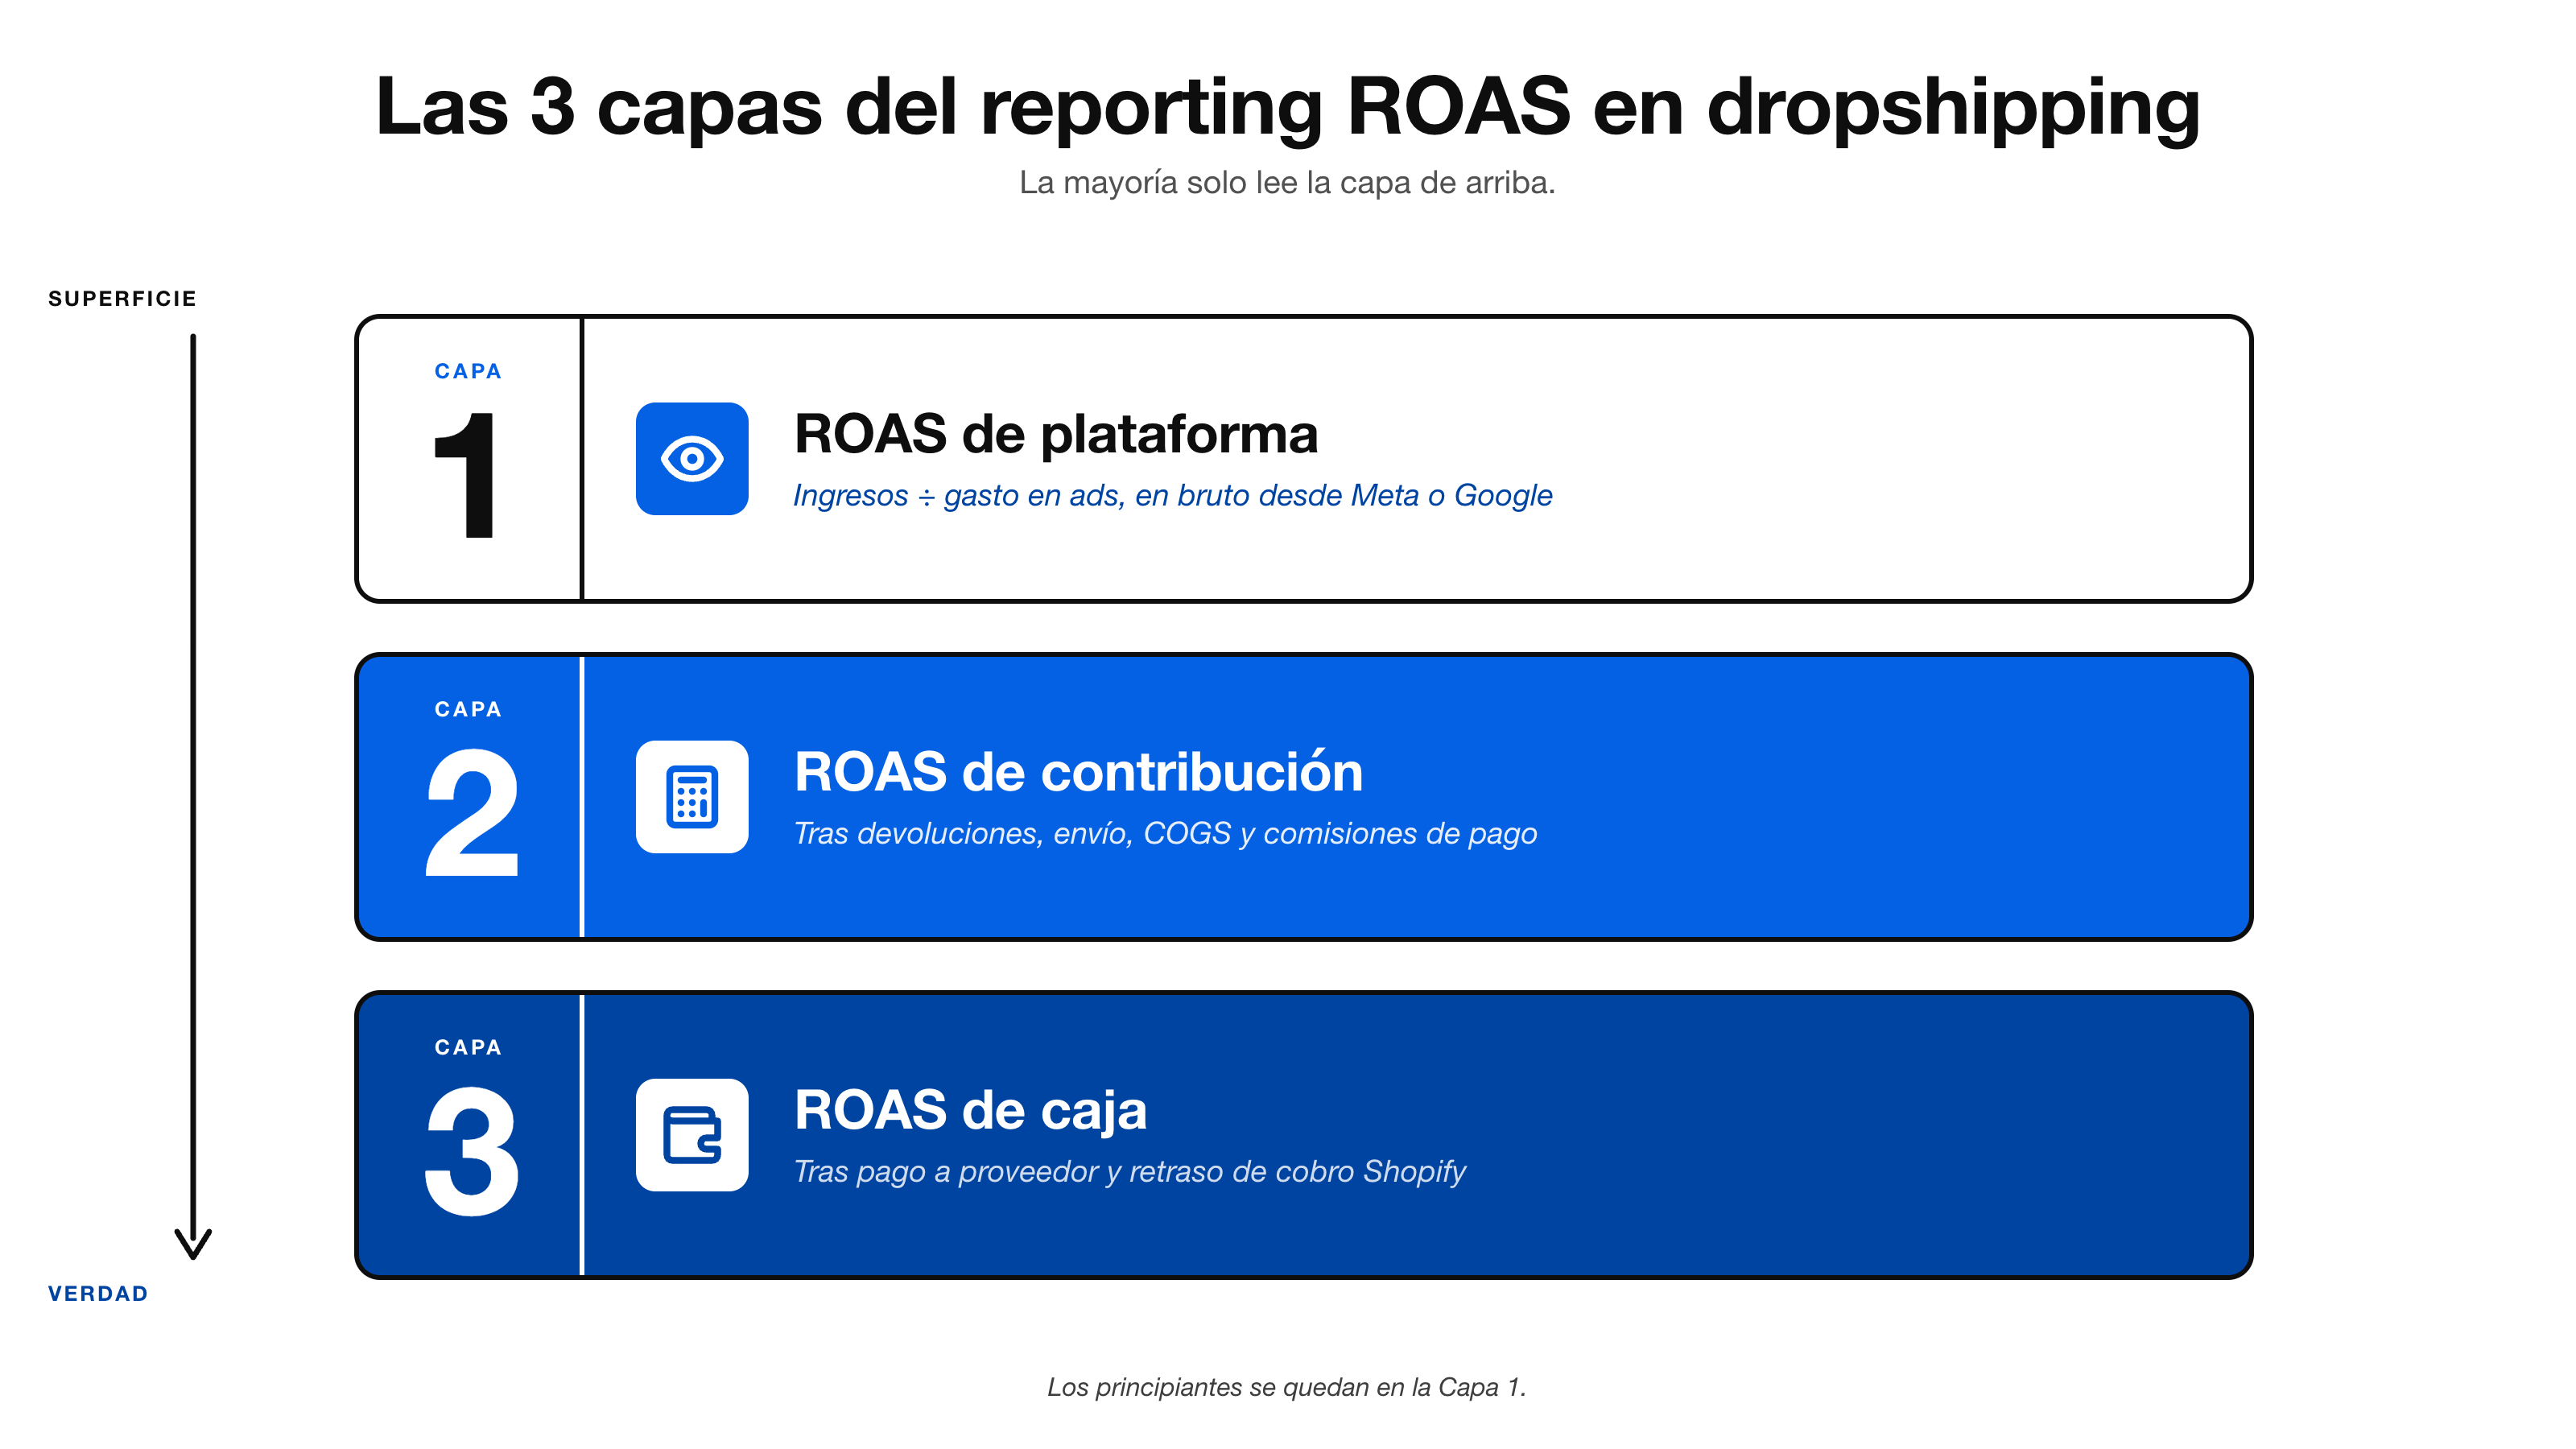 Las 3 capas del reporting ROAS en dropshipping
La mayoría solo lee la capa de arriba.
SUPERFICIE
CAPA
1
ROAS de plataforma
Ingresos ÷ gasto en ads, en bruto desde Meta o Google
CAPA
2
ROAS de contribución
Tras devoluciones, envío, COGS y comisiones de pago
CAPA
3
ROAS de caja
Tras pago a proveedor y retraso de cobro Shopify
VERDAD
Los principiantes se quedan en la Capa 1.